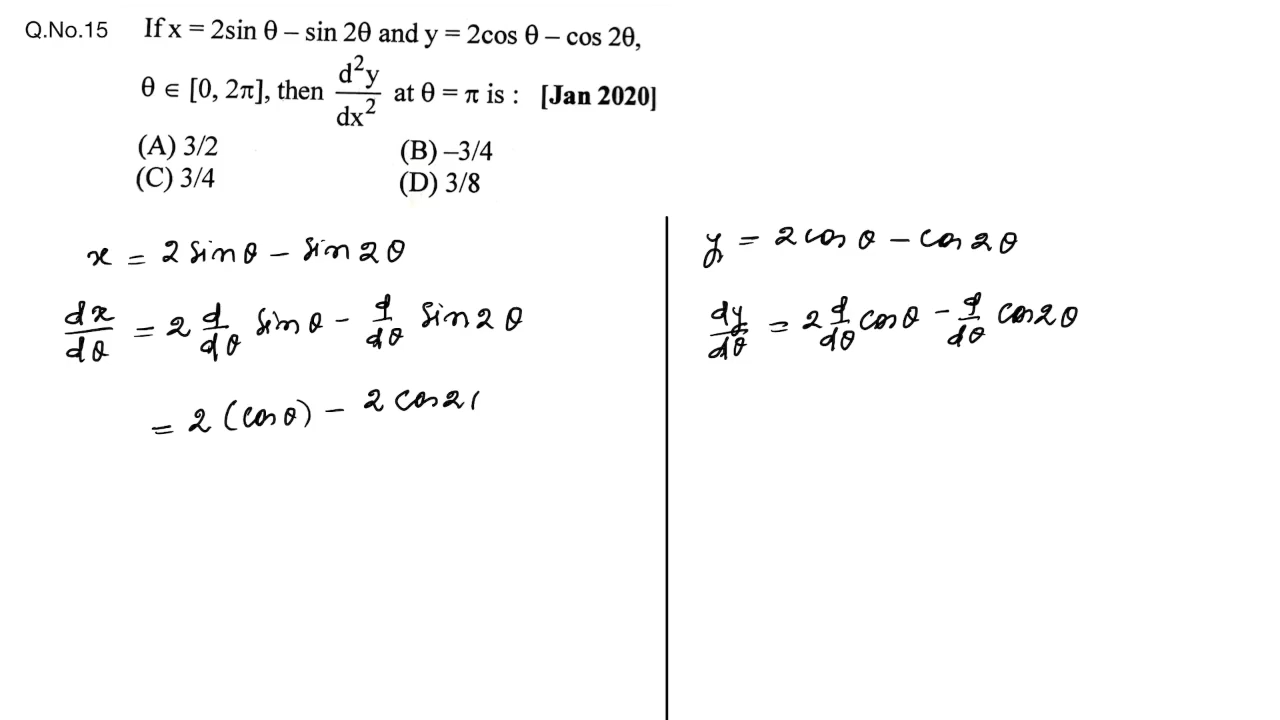 Q.No.15 If x = 2sin θ – sin 2θ and y = 2cos θ – cos 2θ,
θ ∈ [0, 2π], then d²y/dx² at θ = π is : [Jan 2020]
(A) 3/2 (B) –3/4
(C) 3/4 (D) 3/8
x = 2 sin θ – sin 2θ
dx/dθ = 2 d/dθ sin θ – d/dθ sin 2θ
= 2 (cos θ) – 2 cos 2
y = 2 cos θ – cos 2θ
dy/dθ = 2 d/dθ cos θ – d/dθ cos 2θ